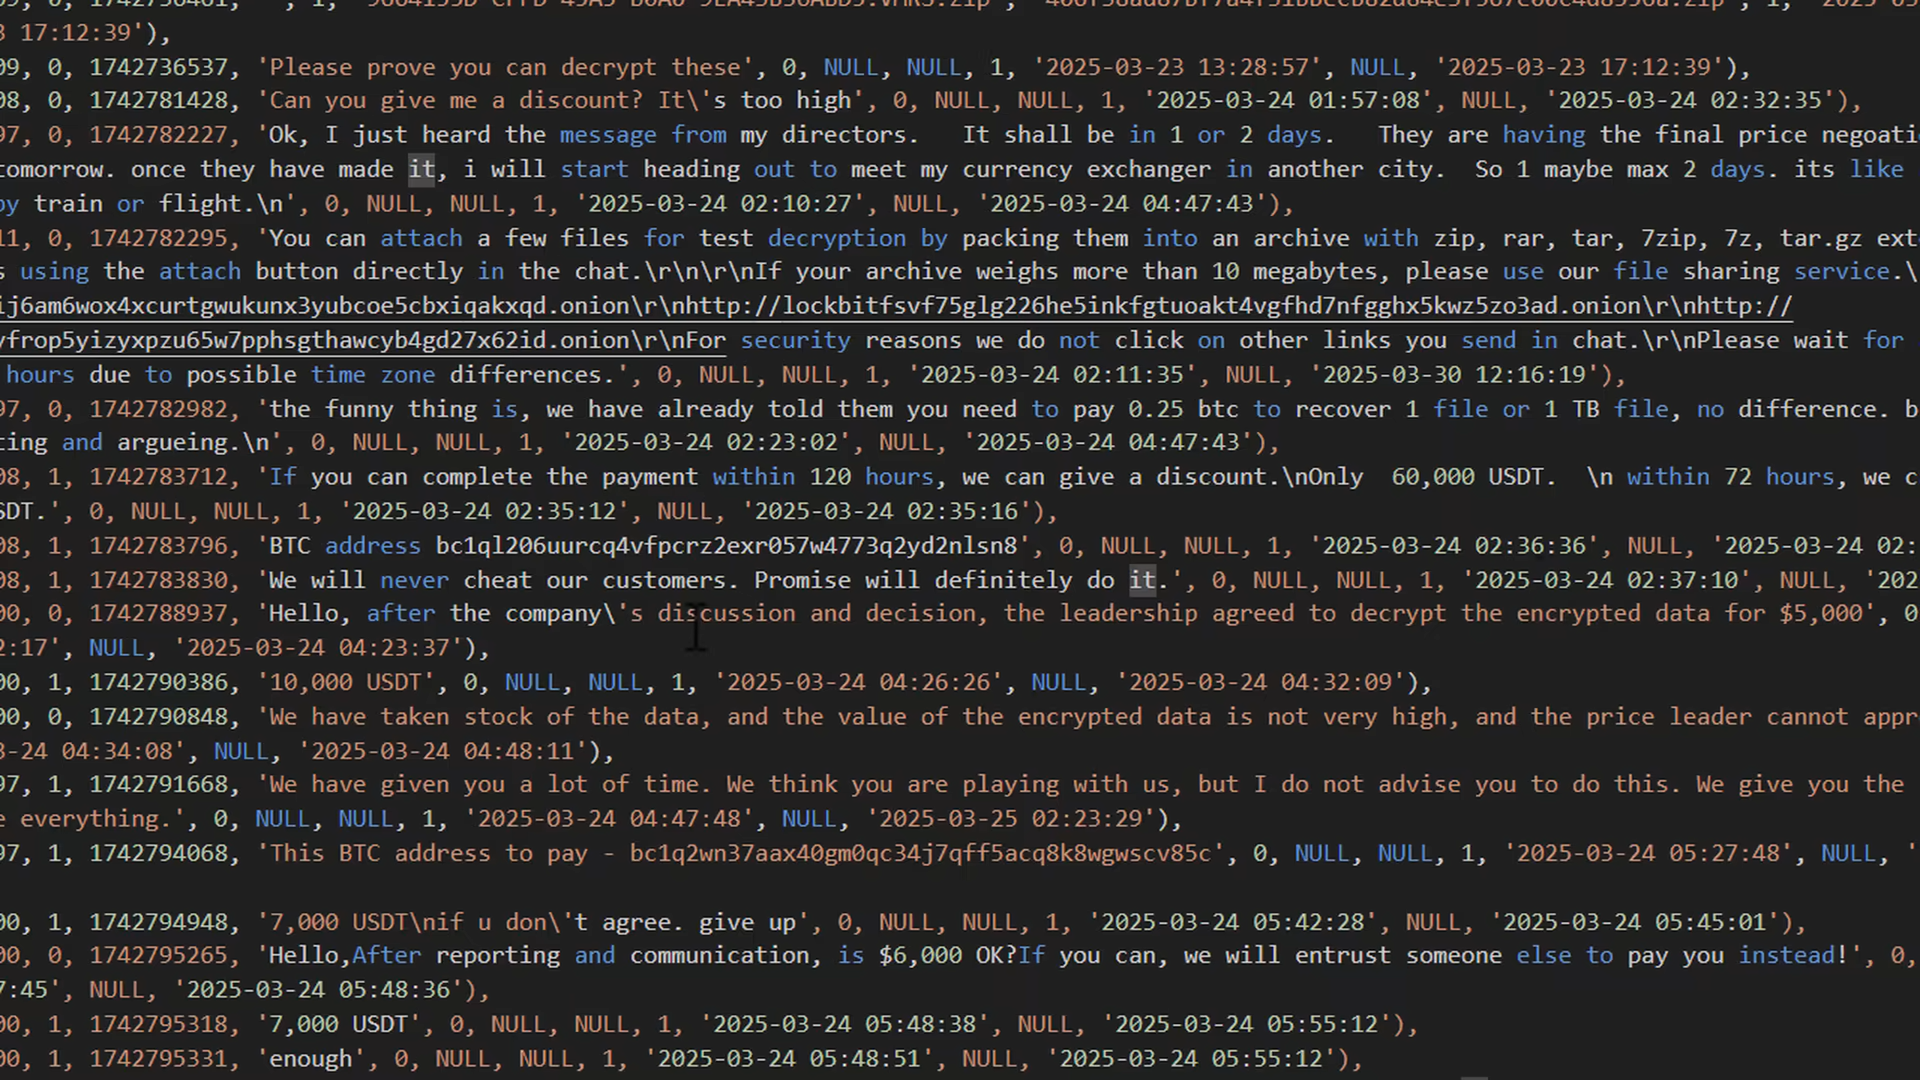 3 17:12:39'),
09, 0, 1742736537, 'Please prove you can decrypt these', 0, NULL, NULL, 1, '2025-03-23 13:28:57', NULL, '2025-03-23 17:12:39'),
08, 0, 1742781428, 'Can you give me a discount? It\'s too high', 0, NULL, NULL, 1, '2025-03-24 01:57:08', NULL, '2025-03-24 02:32:35'),
97, 0, 1742782227, 'Ok, I just heard the message from my directors.   It shall be in 1 or 2 days.   They are having the final price negoati
tomorrow. once they have made it, i will start heading out to meet my currency exchanger in another city.  So 1 maybe max 2 days. its like
by train or flight.\n', 0, NULL, NULL, 1, '2025-03-24 02:10:27', NULL, '2025-03-24 04:47:43'),
11, 0, 1742782295, 'You can attach a few files for test decryption by packing them into an archive with zip, rar, tar, 7zip, 7z, tar.gz ext
s using the attach button directly in the chat.\r\n\r\nIf your archive weighs more than 10 megabytes, please use our file sharing service.\
ij6am6wox4xcurtgwukunx3yubcoe5cbxiqakxqd.onion\r\nhttp://lockbitfsvf75glg226he5inkfgtuoakt4vgfhd7nfgghx5kwz5zo3ad.onion\r\nhttp://
yfrop5yizyxpzu65w7pphsgthawcyb4gd27x62id.onion\r\nFor security reasons we do not click on other links you send in chat.\r\nPlease wait for
hours due to possible time zone differences.', 0, NULL, NULL, 1, '2025-03-24 02:11:35', NULL, '2025-03-30 12:16:19'),
97, 0, 1742782982, 'the funny thing is, we have already told them you need to pay 0.25 btc to recover 1 file or 1 TB file, no difference. b
ting and argueing.\n', 0, NULL, NULL, 1, '2025-03-24 02:23:02', NULL, '2025-03-24 04:47:43'),
08, 1, 1742783712, 'If you can complete the payment within 120 hours, we can give a discount.\nOnly  60,000 USDT.  \n within 72 hours, we c
SDT.', 0, NULL, NULL, 1, '2025-03-24 02:35:12', NULL, '2025-03-24 02:35:16'),
08, 1, 1742783796, 'BTC address bc1ql206uurcq4vfpcrz2exr057w4773q2yd2nlsn8', 0, NULL, NULL, 1, '2025-03-24 02:36:36', NULL, '2025-03-24 02:
08, 1, 1742783830, 'We will never cheat our customers. Promise will definitely do it.', 0, NULL, NULL, 1, '2025-03-24 02:37:10', NULL, '202
00, 0, 1742788937, 'Hello, after the company\'s discussion and decision, the leadership agreed to decrypt the encrypted data for $5,000', 0
2:17', NULL, '2025-03-24 04:23:37'),
00, 1, 1742790386, '10,000 USDT', 0, NULL, NULL, 1, '2025-03-24 04:26:26', NULL, '2025-03-24 04:32:09'),
00, 0, 1742790848, 'We have taken stock of the data, and the value of the encrypted data is not very high, and the price leader cannot appr
3-24 04:34:08', NULL, '2025-03-24 04:48:11'),
97, 1, 1742791668, 'We have given you a lot of time. We think you are playing with us, but I do not advise you to do this. We give you the
e everything.', 0, NULL, NULL, 1, '2025-03-24 04:47:48', NULL, '2025-03-25 02:23:29'),
97, 1, 1742794068, 'This BTC address to pay - bc1q2wn37aax40gm0qc34j7qff5acq8k8wgwscv85c', 0, NULL, NULL, 1, '2025-03-24 05:27:48', NULL, '
00, 1, 1742794948, '7,000 USDT\nif u don\'t agree. give up', 0, NULL, NULL, 1, '2025-03-24 05:42:28', NULL, '2025-03-24 05:45:01'),
00, 0, 1742795265, 'Hello,After reporting and communication, is $6,000 OK?If you can, we will entrust someone else to pay you instead!', 0,
7:45', NULL, '2025-03-24 05:48:36'),
00, 1, 1742795318, '7,000 USDT', 0, NULL, NULL, 1, '2025-03-24 05:48:38', NULL, '2025-03-24 05:55:12'),
00, 1, 1742795331, 'enough', 0, NULL, NULL, 1, '2025-03-24 05:48:51', NULL, '2025-03-24 05:55:12'),